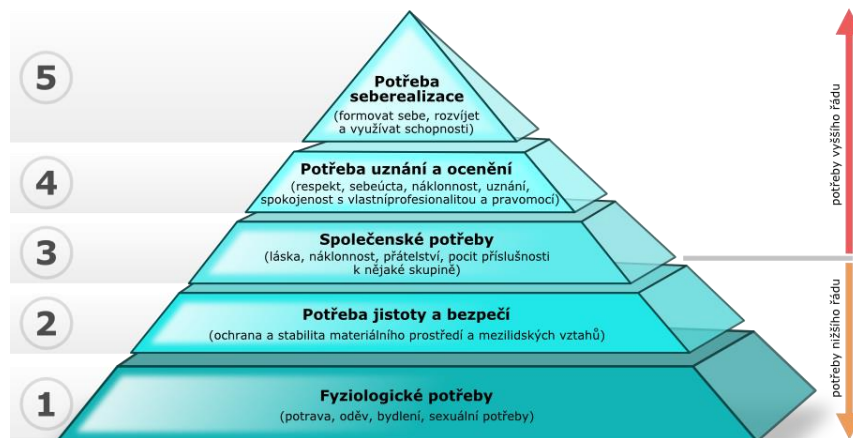 5
Potřeba
seberealizace
(formovat sebe, rozvíjet
a využívat schopnosti)
4
Potřeba uznání a ocenění
(respekt, sebeúcta, náklonnost, uznání,
spokojenost s vlastníprofesionalitou a pravomocí)
3
Společenské potřeby
(láska, náklonnost, přátelství, pocit příslušnosti
k nějaké skupině)
2
Potřeba jistoty a bezpečí
(ochrana a stabilita materiálního prostředí a mezilidských vztahů)
1
Fyziologické potřeby
(potrava, oděv, bydlení, sexuální potřeby)
potřeby vyššího řádu
potřeby nižšího řádu